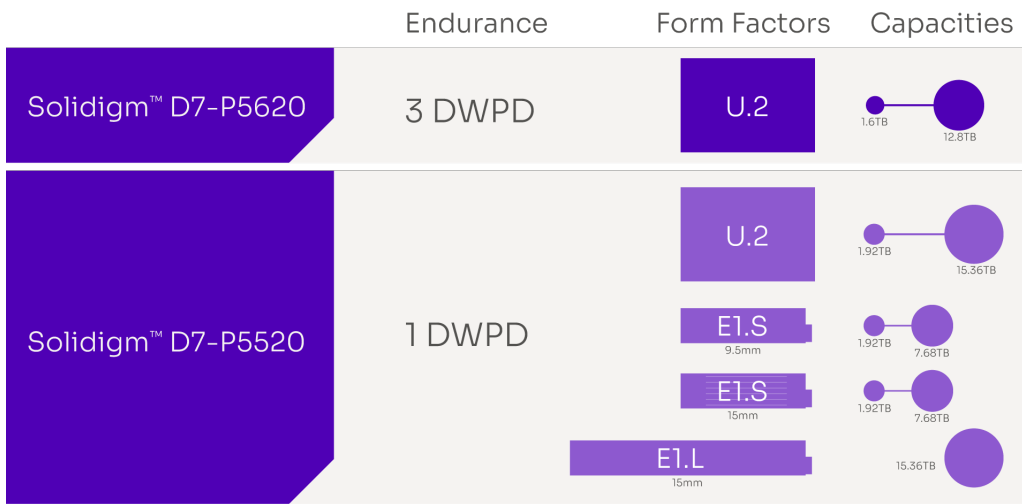 Endurance Form Factors Capacities
Solidigm™ D7-P5620 3 DWPD U.2
1.6TB
12.8TB
U.2
1.92TB
15.36TB
Solidigm™ D7-P5520 1 DWPD
E1.S
9.5mm
1.92TB
7.68TB
E1.S
15mm
1.92TB
7.68TB
E1.L
15mm
15.36TB